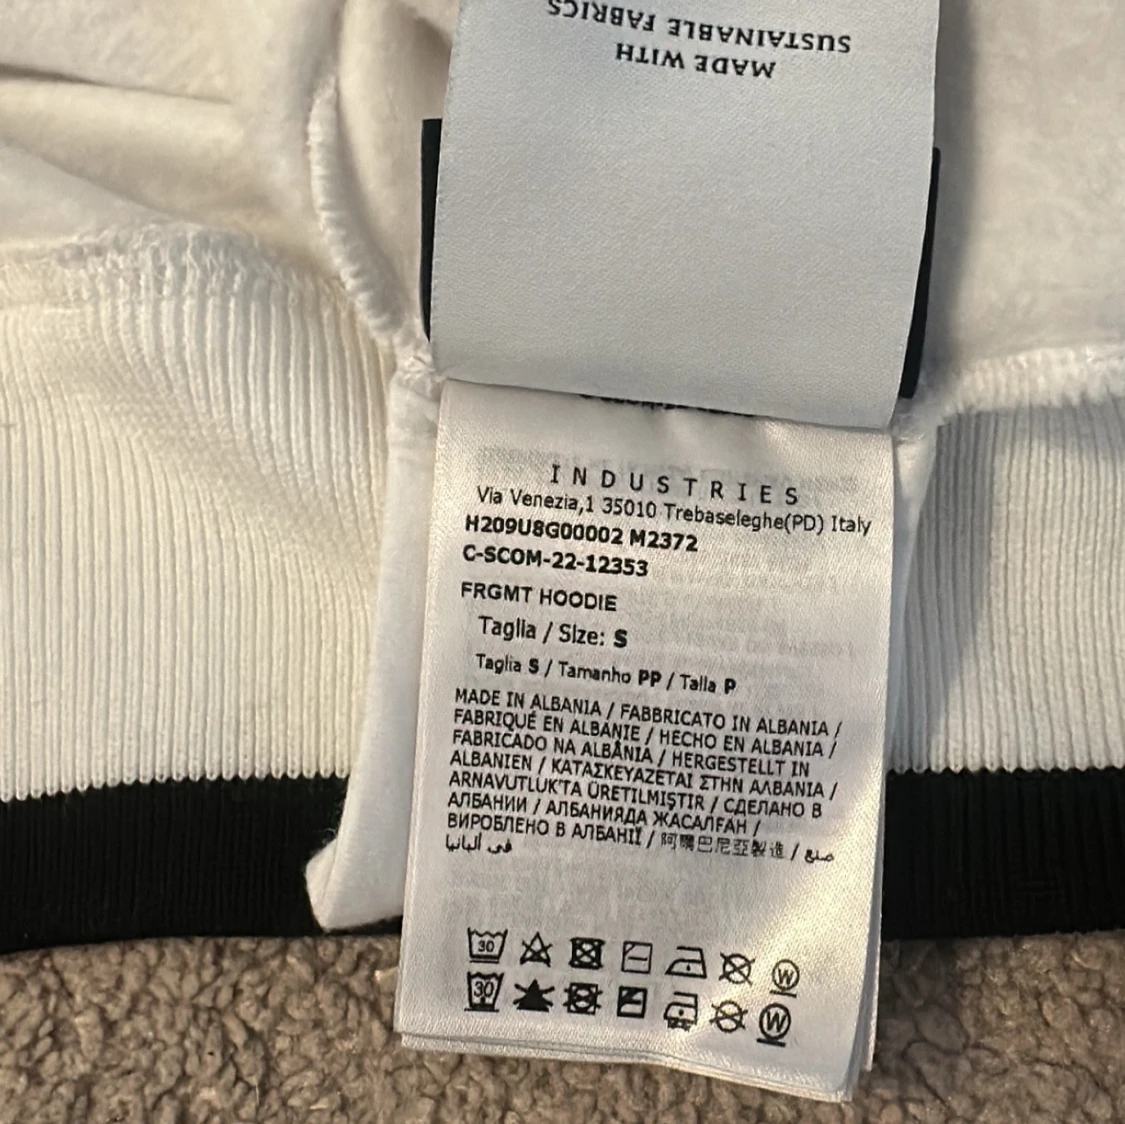 MADE WITH
SUSTAINABLE FABRICS
INDUSTRIES
Via Venezia,1 35010 Trebaseleghe(PD) Italy
H209U8G00002 M2372
C-SCOM-22-12353
FRGMT HOODIE
Taglia / Size: S
Taglia S / Tamanho PP / Talla P
MADE IN ALBANIA / FABBRICATO IN ALBANIA /
FABRIQUÉ EN ALBANIE / HECHO EN ALBANIA /
FABRICADO NA ALBÂNIA / HERGESTELLT IN
ALBANIEN / ΚΑΤΑΣΚΕΥΑΖΕΤΑΙ ΣΤΗΝ ΑΛΒΑΝΙΑ /
ARNAVUTLUK'TA ÜRETILMIŞTIR / СДЕЛАНО В
АЛБАНИИ / АЛБАНИЯДА ЖАСАЛҒАН /
ВИРОБЛЕНО В АЛБАНІЇ / 阿爾巴尼亞製造 / صنع
في ألبانيا
30 W
30 W